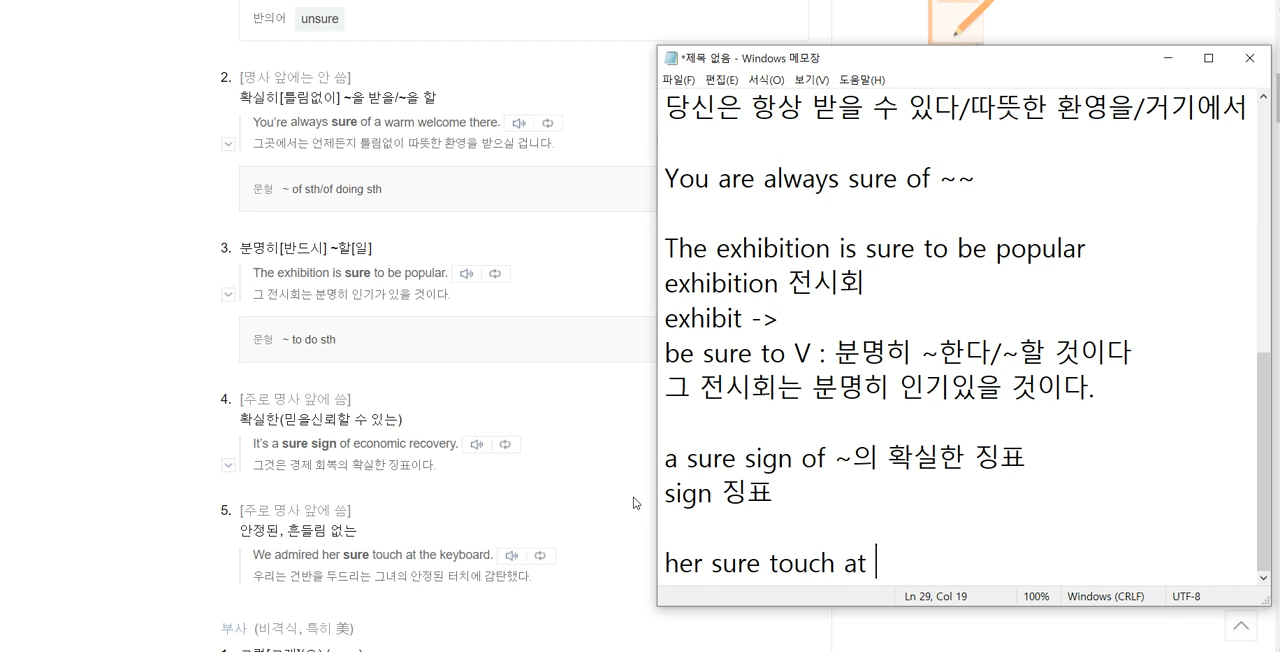 반의어 unsure
2. [명사 앞에는 안 씀]
확실히[틀림없이] ~을 받을/~을 할
You're always sure of a warm welcome there.
그곳에서는 언제든지 틀림없이 따뜻한 환영을 받으실 겁니다.
문형 ~ of sth/of doing sth
3. 분명히[반드시] ~할[일]
The exhibition is sure to be popular.
그 전시회는 분명히 인기가 있을 것이다.
문형 ~ to do sth
4. [주로 명사 앞에 씀]
확실한(믿을신뢰할 수 있는)
It's a sure sign of economic recovery.
그것은 경제 회복의 확실한 징표이다.
5. [주로 명사 앞에 씀]
안정된, 흔들림 없는
We admired her sure touch at the keyboard.
우리는 건반을 두드리는 그녀의 안정된 터치에 감탄했다.
부사 (비격식, 특히 美)
*제목 없음 - Windows 메모장
파일(F) 편집(E) 서식(O) 보기(V) 도움말(H)
당신은 항상 받을 수 있다/따뜻한 환영을/거기에서
You are always sure of ~~
The exhibition is sure to be popular
exhibition 전시회
exhibit ->
be sure to V : 분명히 ~한다/~할 것이다
그 전시회는 분명히 인기있을 것이다.
a sure sign of ~의 확실한 징표
sign 징표
her sure touch at
Ln 29, Col 19 100% Windows (CRLF) UTF-8